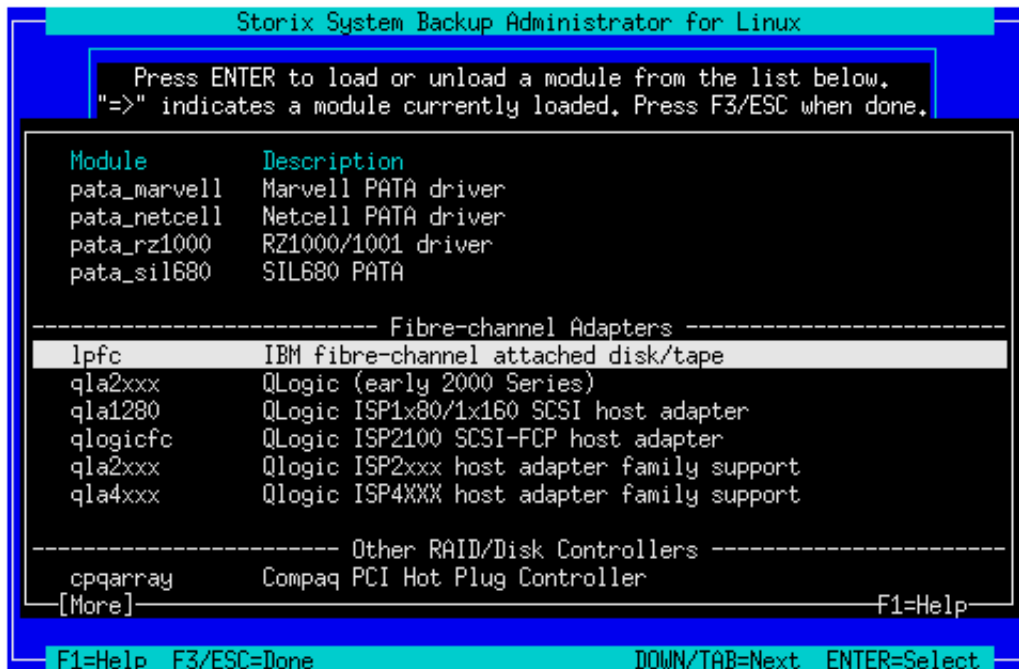 Storix System Backup Administrator for Linux
Press ENTER to load or unload a module from the list below.
"=>" indicates a module currently loaded. Press F3/ESC when done.
Module Description
pata_marvell Marvell PATA driver
pata_netcell Netcell PATA driver
pata_rz1000 RZ1000/1001 driver
pata_sil680 SIL680 PATA
--------------------------- Fibre-channel Adapters -------------------------
lpfc IBM fibre-channel attached disk/tape
qla2xxx QLogic (early 2000 Series)
qla1280 QLogic ISP1x80/1x160 SCSI host adapter
qlogicfc QLogic ISP2100 SCSI-FCP host adapter
qla2xxx Qlogic ISP2xxx host adapter family support
qla4xxx Qlogic ISP4XXX host adapter family support
------------------------ Other RAID/Disk Controllers -----------------------
cpqarray Compaq PCI Hot Plug Controller
[More] F1=Help
F1=Help F3/ESC=Done DOWN/TAB=Next ENTER=Select